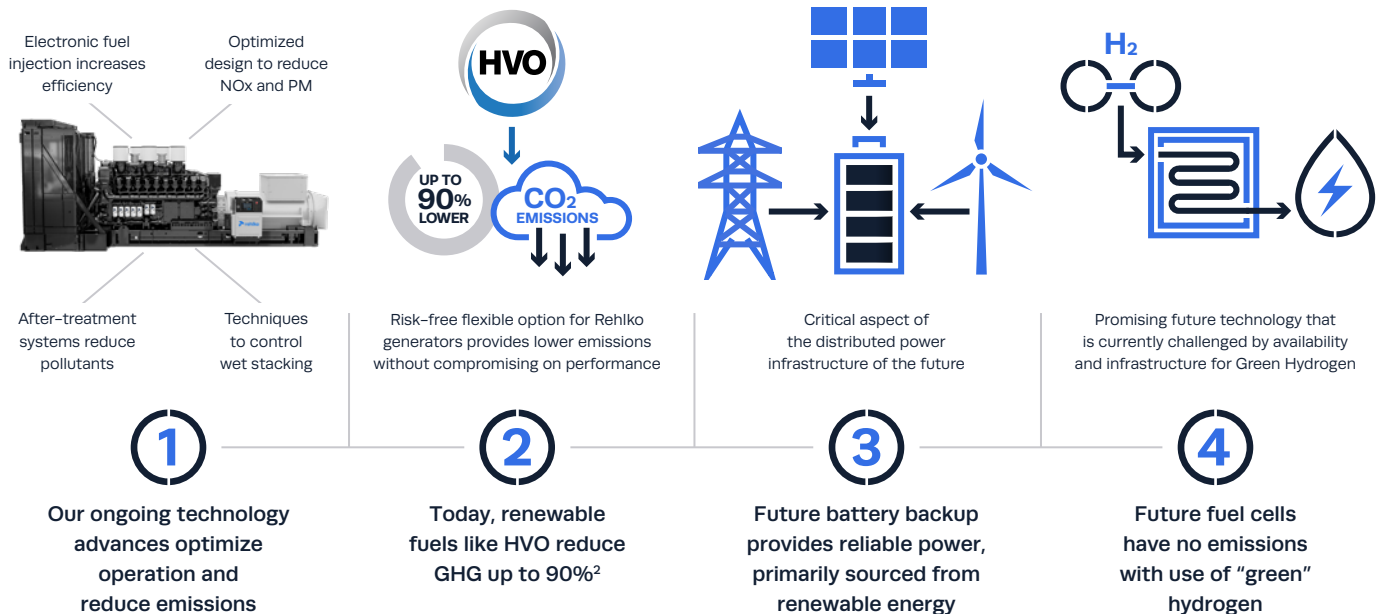 Electronic fuel
injection increases
efficiency
Optimized
design to reduce
NOx and PM
After-treatment
systems reduce
pollutants
Techniques
to control
wet stacking
1
Our ongoing technology
advances optimize
operation and
reduce emissions
HVO
UP TO
90%
LOWER
CO2
EMISSIONS
Risk-free flexible option for Rehlko
generators provides lower emissions
without compromising on performance
2
Today, renewable
fuels like HVO reduce
GHG up to 90%²
Critical aspect of
the distributed power
infrastructure of the future
3
Future battery backup
provides reliable power,
primarily sourced from
renewable energy
H2
Promising future technology that
is currently challenged by availability
and infrastructure for Green Hydrogen
4
Future fuel cells
have no emissions
with use of “green”
hydrogen